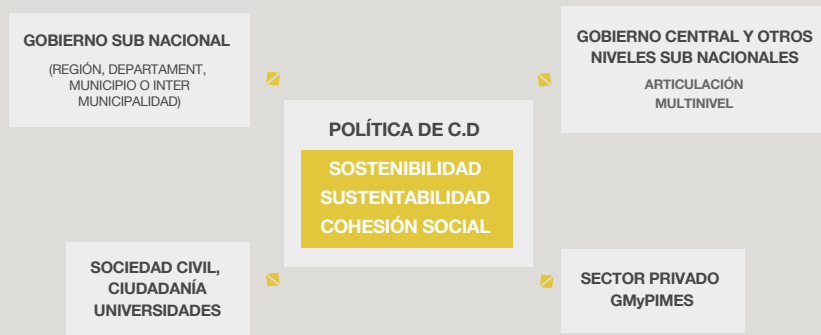 GOBIERNO SUB NACIONAL
(REGIÓN, DEPARTAMENT,
MUNICIPIO O INTER
MUNICIPALIDAD)
GOBIERNO CENTRAL Y OTROS
NIVELES SUB NACIONALES
ARTICULACIÓN
MULTINIVEL
POLÍTICA DE C.D
SOSTENIBILIDAD
SUSTENTABILIDAD
COHESIÓN SOCIAL
SOCIEDAD CIVIL,
CIUDADANÍA
UNIVERSIDADES
SECTOR PRIVADO
GMyPIMES